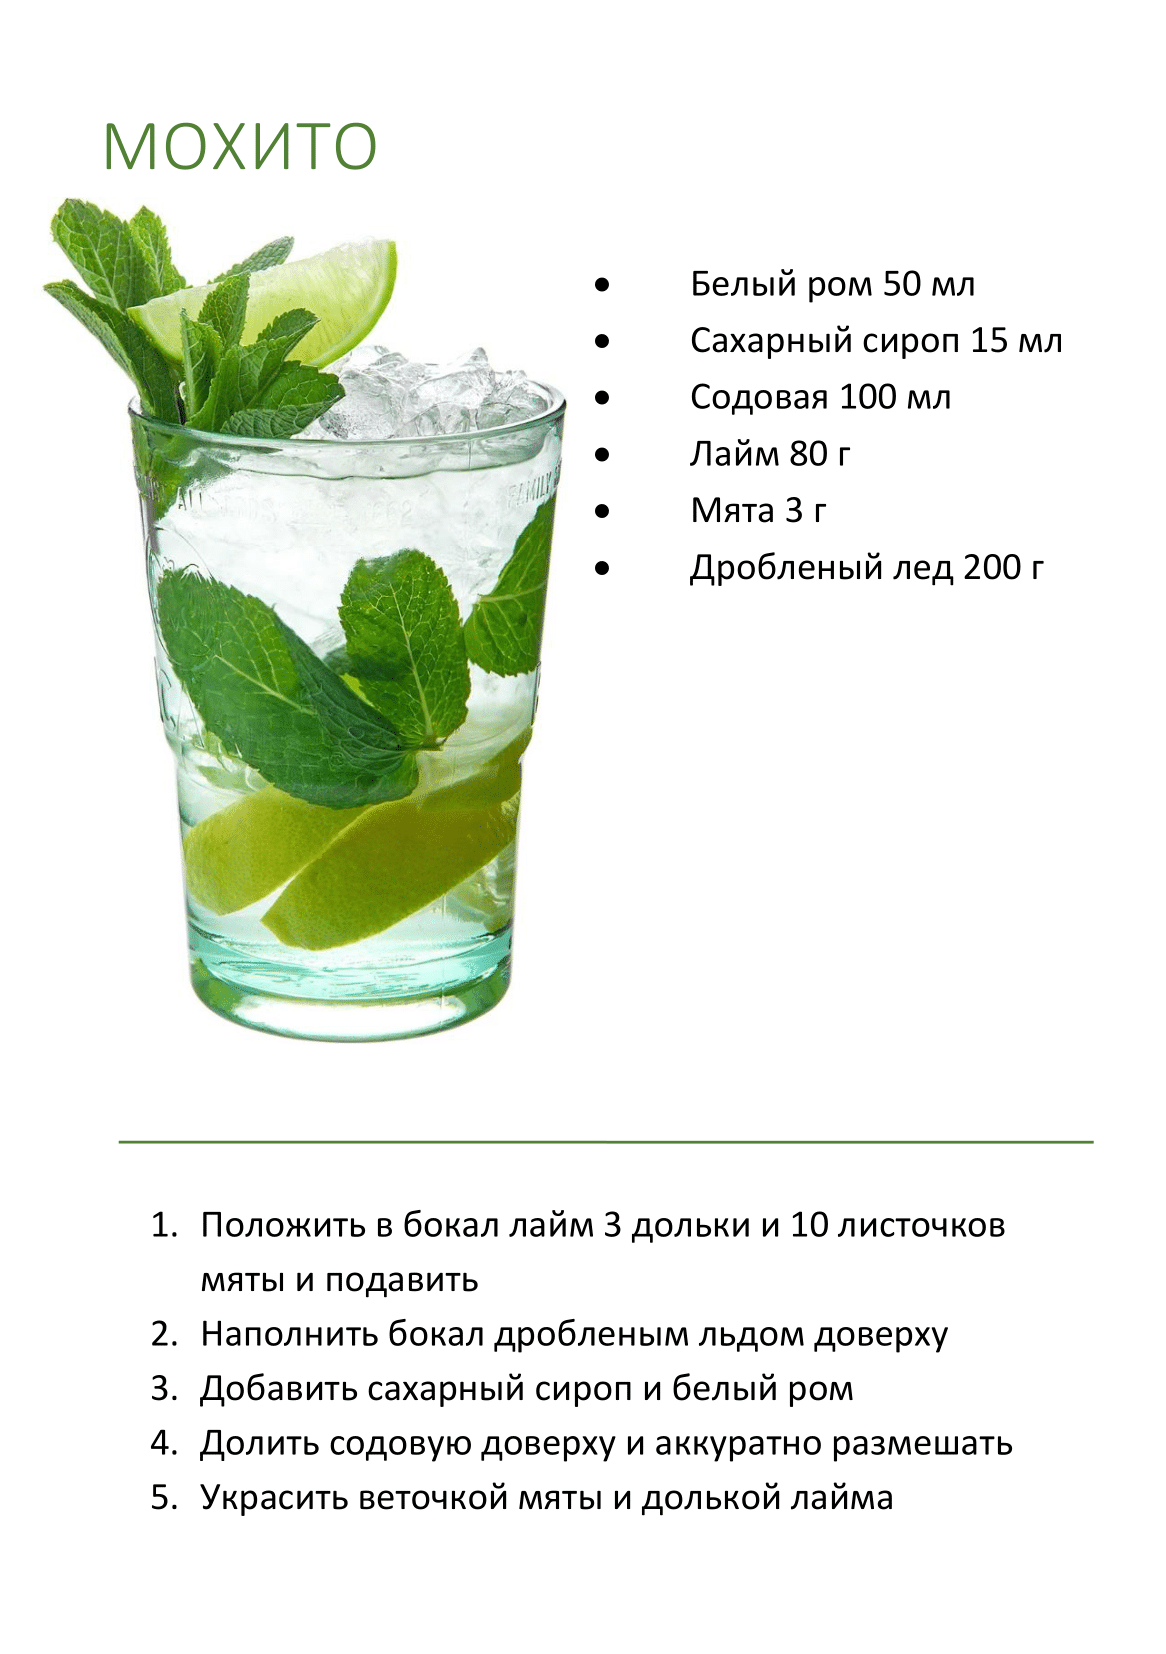 МОХИТО
• Белый ром 50 мл
• Сахарный сироп 15 мл
• Содовая 100 мл
• Лайм 80 г
• Мята 3 г
• Дробленый лед 200 г
FAMILY
1. Положить в бокал лайм 3 дольки и 10 листочков
мяты и подавить
2. Наполнить бокал дробленым льдом доверху
3. Добавить сахарный сироп и белый ром
4. Долить содовую доверху и аккуратно размешать
5. Украсить веточкой мяты и долькой лайма